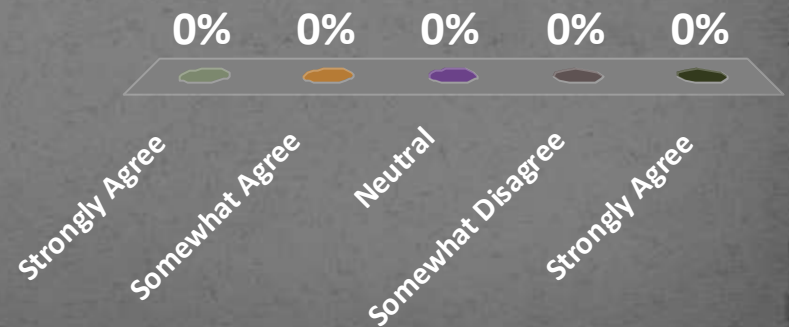 0% 0% 0% 0% 0%
Strongly Agree
Somewhat Agree
Neutral
Somewhat Disagree
Strongly Agree